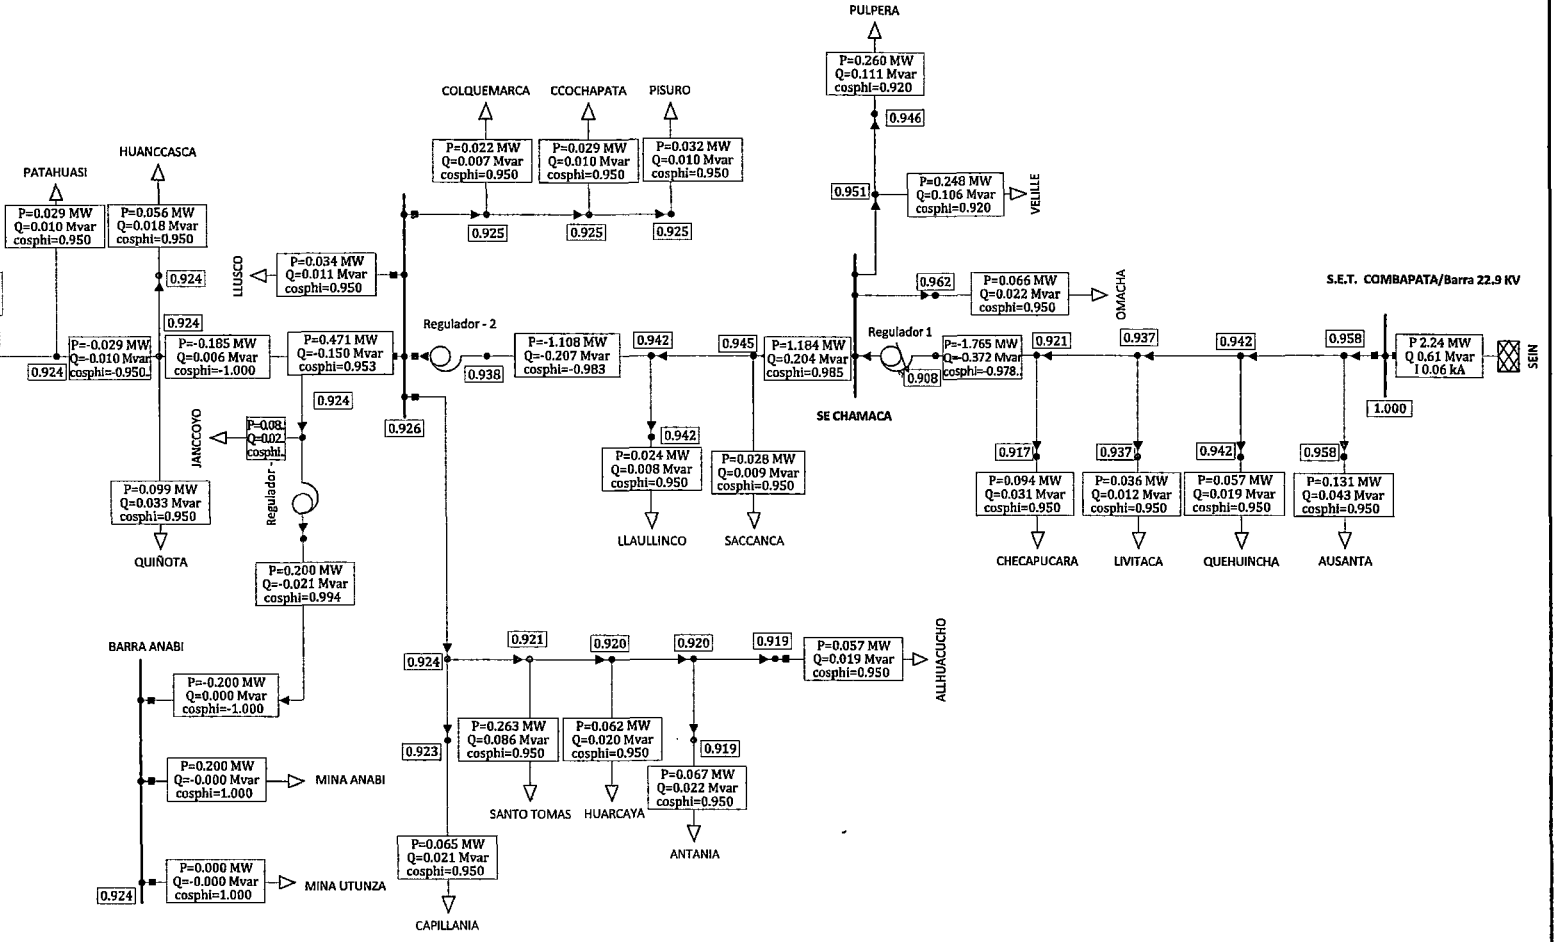 PULPERA
P=0.260 MW
Q=0.111 Mvar
cosphi=0.920
0.946
COLQUEMARCA
CCOCHAPATA
PISURO
P=0.022 MW
Q=0.007 Mvar
cosphi=0.950
P=0.029 MW
Q=0.010 Mvar
cosphi=0.950
P=0.032 MW
Q=0.010 Mvar
cosphi=0.950
0.925
0.925
0.925
HUANCCASCA
PATAHUASI
P=0.029 MW
Q=0.010 Mvar
cosphi=0.950
P=0.056 MW
Q=0.018 Mvar
cosphi=0.950
0.924
0.951
P=0.248 MW
Q=0.106 Mvar
cosphi=0.920
VELILLE
LLUSCO
P=0.034 MW
Q=0.011 Mvar
cosphi=0.950
0.962
P=0.066 MW
Q=0.022 Mvar
cosphi=0.950
OMACHA
S.E.T. COMBAPATA/Barra 22.9 KV
0.924
P=-0.029 MW
Q=-0.010 Mvar
cosphi=-0.950.
0.924
P=-0.185 MW
Q=0.006 Mvar
cosphi=-1.000
P=0.471 MW
Q=-0.150 Mvar
cosphi=0.953
Regulador - 2
0.938
P=-1.108 MW
Q=-0.207 Mvar
cosphi=-0.983
0.942
0.945
P=1.184 MW
Q=0.204 Mvar
cosphi=0.985
Regulador 1
0.908
P=-1.765 MW
Q=-0.372 Mvar
cosphi=-0.978..
0.921
0.937
0.942
0.958
P 2.24 MW
Q 0.61 Mvar
I 0.06 kA
SEIN
1.000
SE CHAMACA
0.924
0.926
JANCCOYO
P=0.08.
Q=0.02.
cosphi.
Regulador -
0.942
P=0.024 MW
Q=0.008 Mvar
cosphi=0.950
LLAULLINCO
P=0.028 MW
Q=0.009 Mvar
cosphi=0.950
SACCANCA
0.917
P=0.094 MW
Q=0.031 Mvar
cosphi=0.950
CHECAPUCARA
0.937
P=0.036 MW
Q=0.012 Mvar
cosphi=0.950
LIVITACA
0.942
P=0.057 MW
Q=0.019 Mvar
cosphi=0.950
QUEHUINCHA
0.958
P=0.131 MW
Q=0.043 Mvar
cosphi=0.950
AUSANTA
P=0.099 MW
Q=0.033 Mvar
cosphi=0.950
QUIÑOTA
P=0.200 MW
Q=-0.021 Mvar
cosphi=0.994
BARRA ANABI
P=-0.200 MW
Q=0.000 Mvar
cosphi=-1.000
P=0.200 MW
Q=-0.000 Mvar
cosphi=1.000
MINA ANABI
P=0.000 MW
Q=-0.000 Mvar
cosphi=1.000
MINA UTUNZA
0.924
0.924
0.921
0.920
0.920
0.919
P=0.057 MW
Q=0.019 Mvar
cosphi=0.950
ALLHUACUCHO
0.923
P=0.263 MW
Q=0.086 Mvar
cosphi=0.950
SANTO TOMAS
P=0.062 MW
Q=0.020 Mvar
cosphi=0.950
HUARCAYA
0.919
P=0.067 MW
Q=0.022 Mvar
cosphi=0.950
ANTANIA
P=0.065 MW
Q=0.021 Mvar
cosphi=0.950
CAPILLANIA